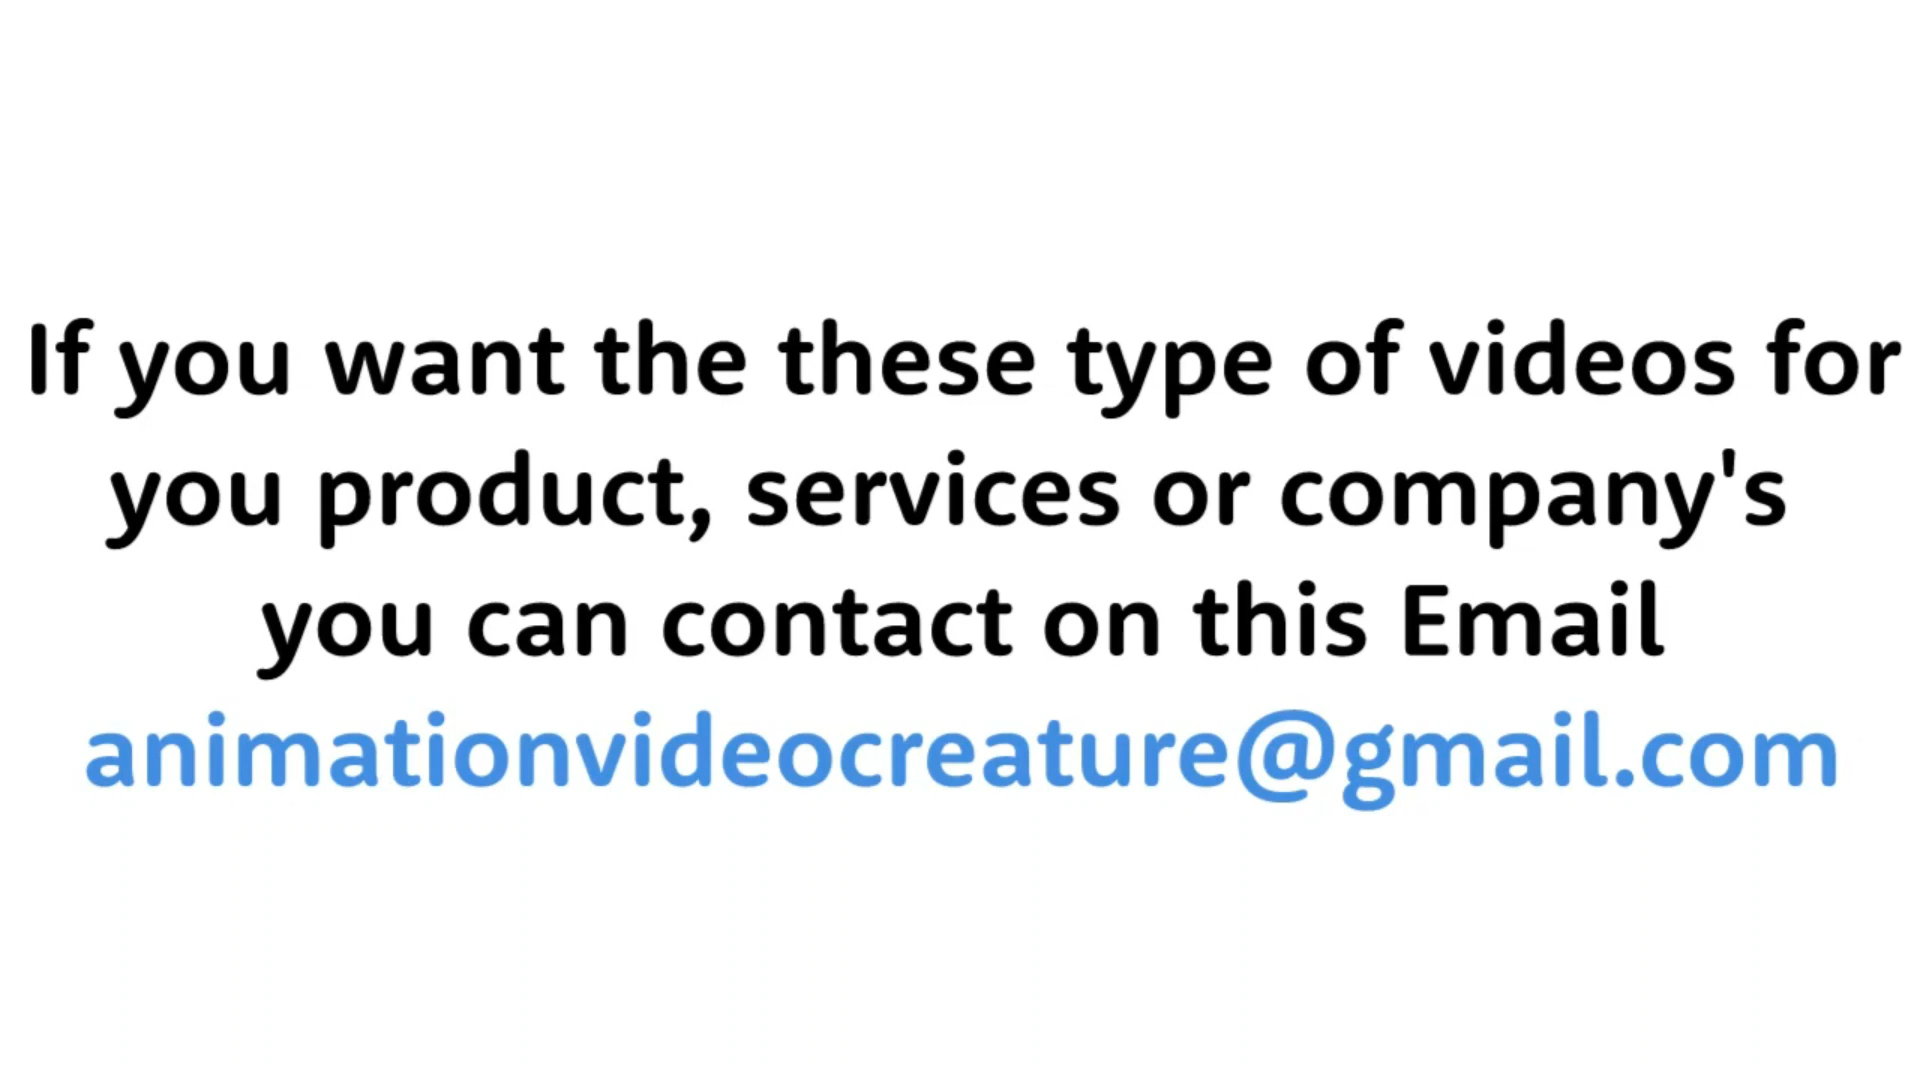 If you want the these type of videos for
you product, services or company's
you can contact on this Email
animationvideocreature@gmail.com